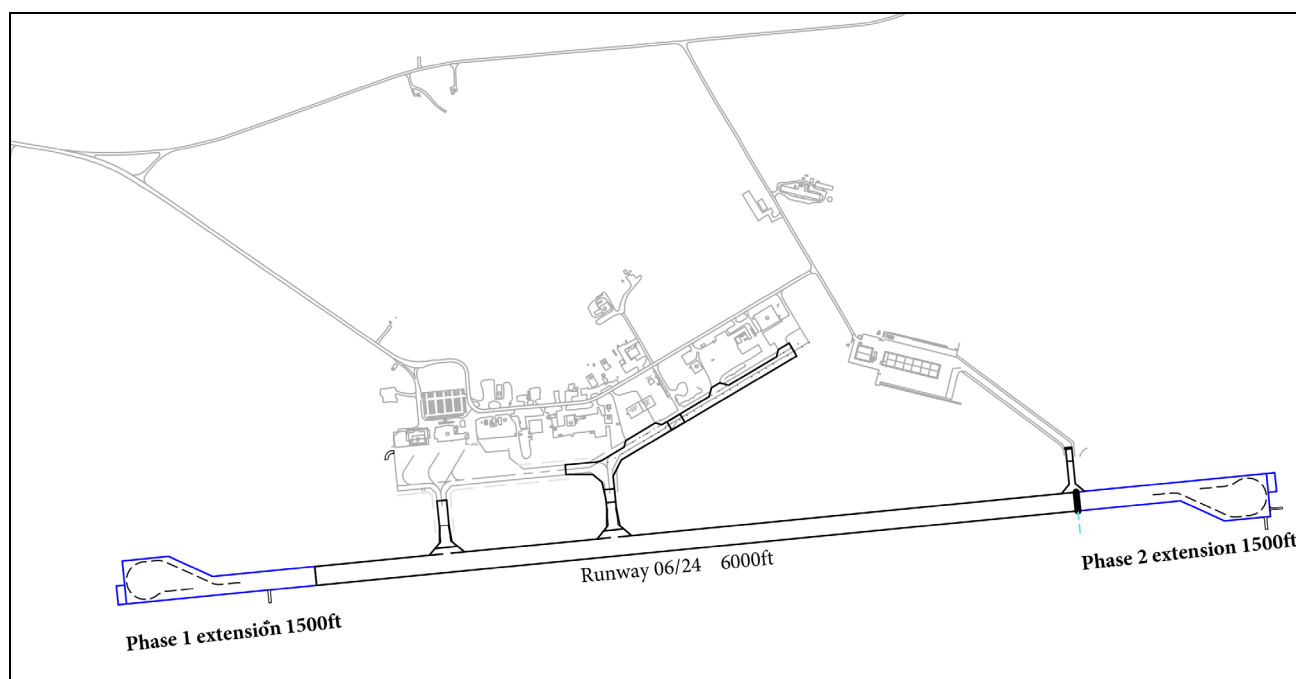 Runway 06/24 6000ft
Phase 2 extension 1500ft
Phase 1 extension 1500ft